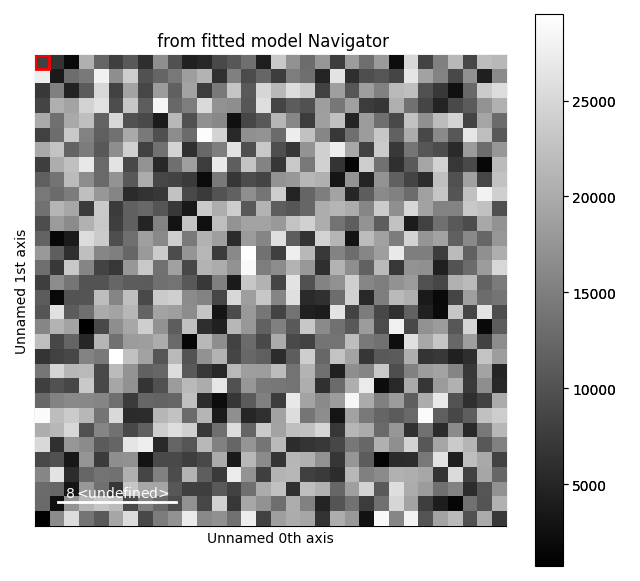 from fitted model Navigator
25000
20000
15000
10000
5000
Unnamed 1st axis
8 <undefined>
Unnamed 0th axis